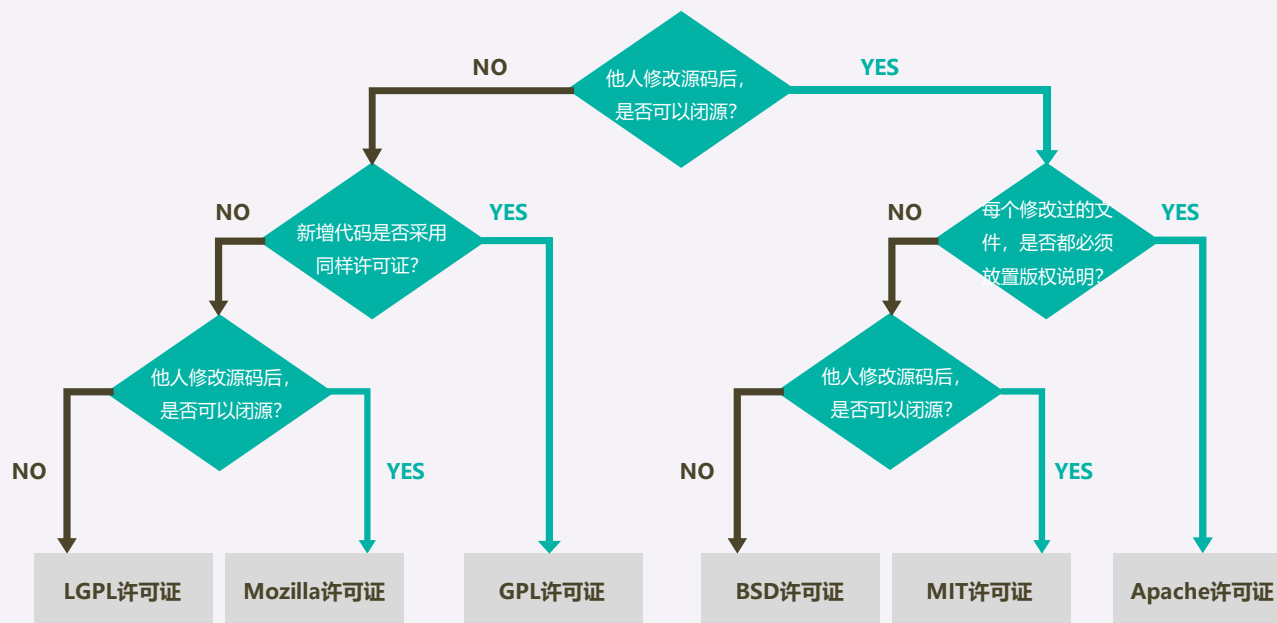 NO
YES
他人修改源码后，
是否可以闭源？
NO
YES
NO
YES
新增代码是否采用
同样许可证？
每个修改过的文
件，是否都必须
放置版权说明？
他人修改源码后，
是否可以闭源？
他人修改源码后，
是否可以闭源？
NO
YES
NO
YES
LGPL许可证
Mozilla许可证
GPL许可证
BSD许可证
MIT许可证
Apache许可证